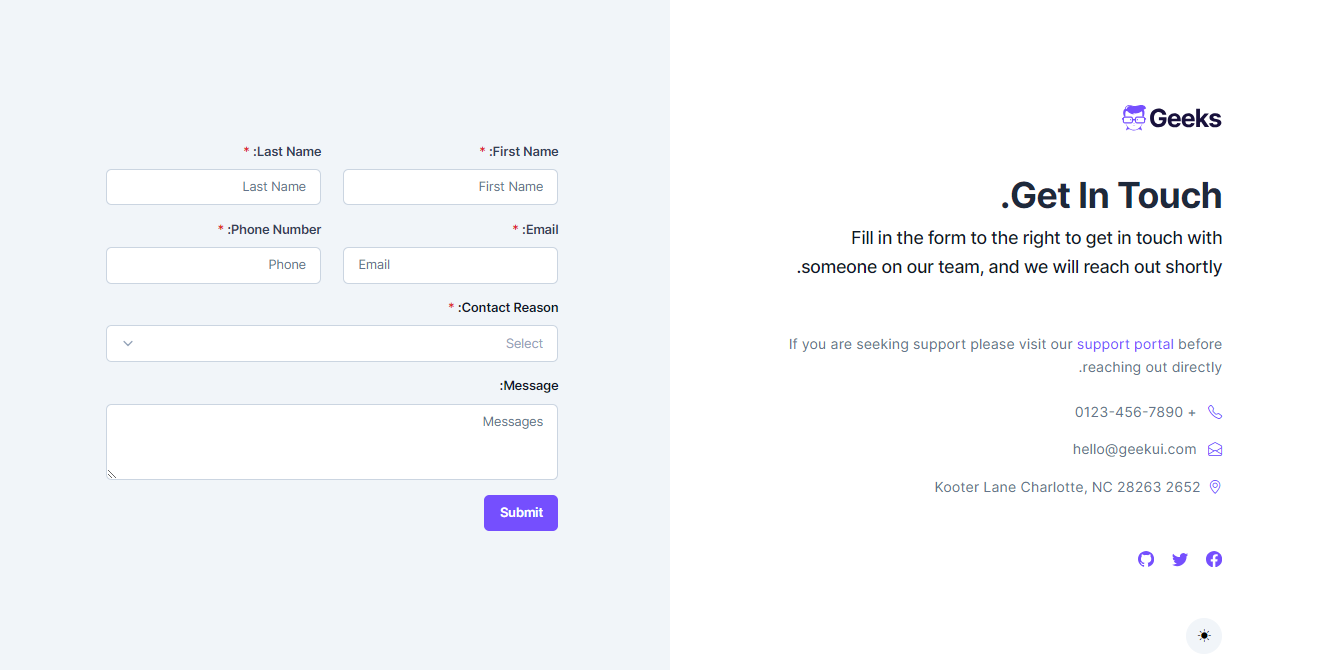 Geeks
.Get In Touch
Fill in the form to the right to get in touch with
.someone on our team, and we will reach out shortly
If you are seeking support please visit our support portal before
.reaching out directly
0123-456-7890 +
hello@geekui.com
Kooter Lane Charlotte, NC 28263 2652
* :First Name
First Name
* :Last Name
Last Name
* :Email
Email
* :Phone Number
Phone
* :Contact Reason
Select
:Message
Messages
Submit